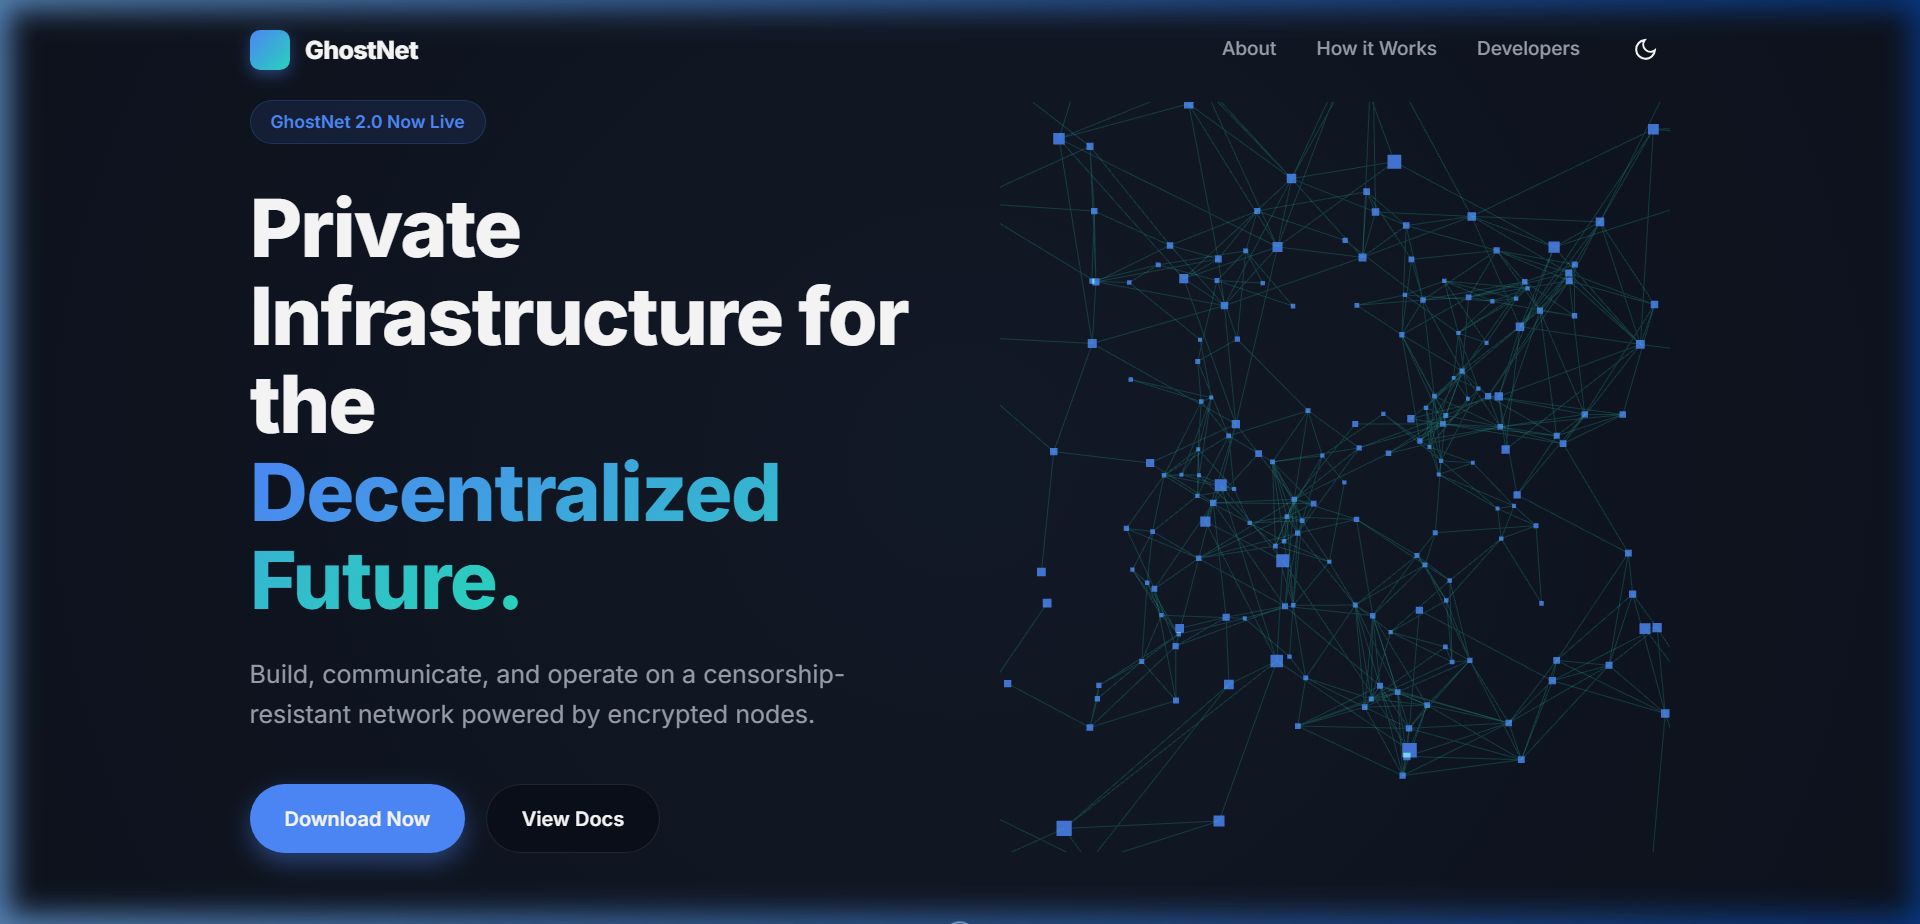 GhostNet
About
How it Works
Developers
GhostNet 2.0 Now Live
Private
Infrastructure for
the
Decentralized
Future.
Build, communicate, and operate on a censorship-
resistant network powered by encrypted nodes.
Download Now
View Docs